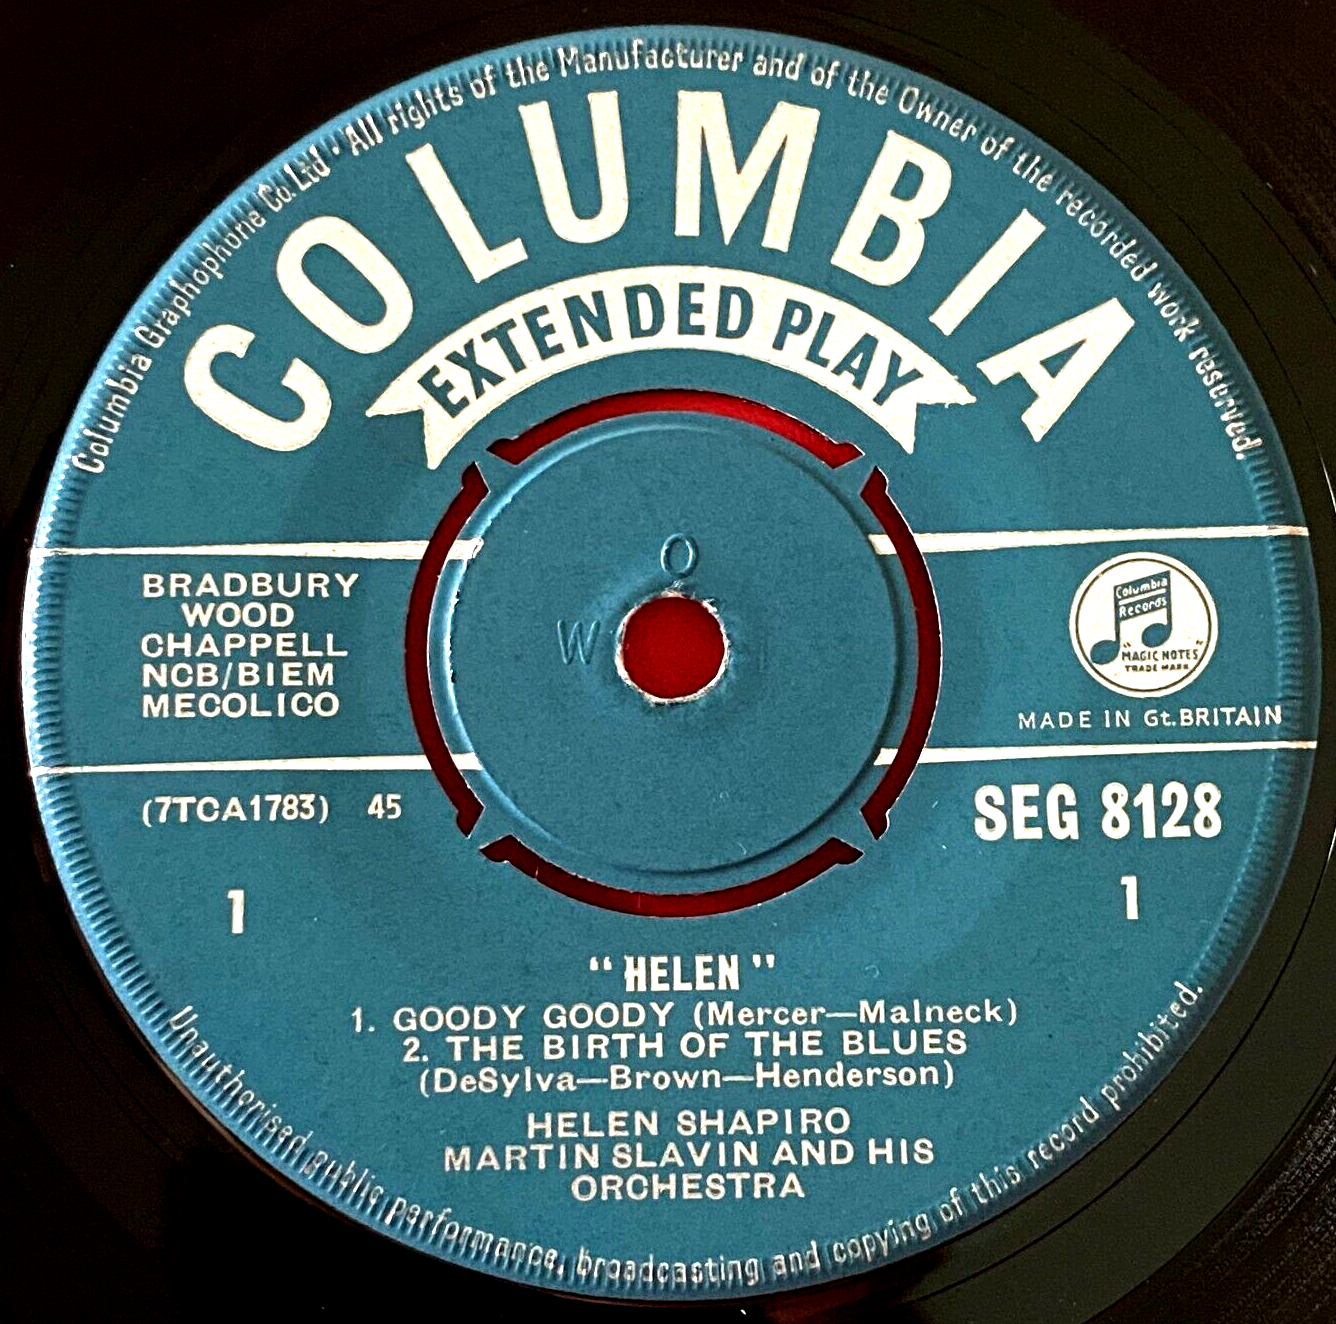 Columbia Graphophone Co. Ltd · All rights of the Manufacturer and of the Owner of the recorded work reserved.
COLUMBIA
EXTENDED PLAY
O
W
I
BRADBURY
WOOD
CHAPPELL
NCB/BIEM
MECOLICO
Columbia
Records
"MAGIC NOTES"
TRADE MARK
MADE IN Gt. BRITAIN
(7TCA1783) 45
SEG 8128
1
1
"HELEN"
1. GOODY GOODY (Mercer—Malneck)
2. THE BIRTH OF THE BLUES
(DeSylva—Brown—Henderson)
HELEN SHAPIRO
MARTIN SLAVIN AND HIS
ORCHESTRA
Unauthorised public performance, broadcasting and copying of this record prohibited.